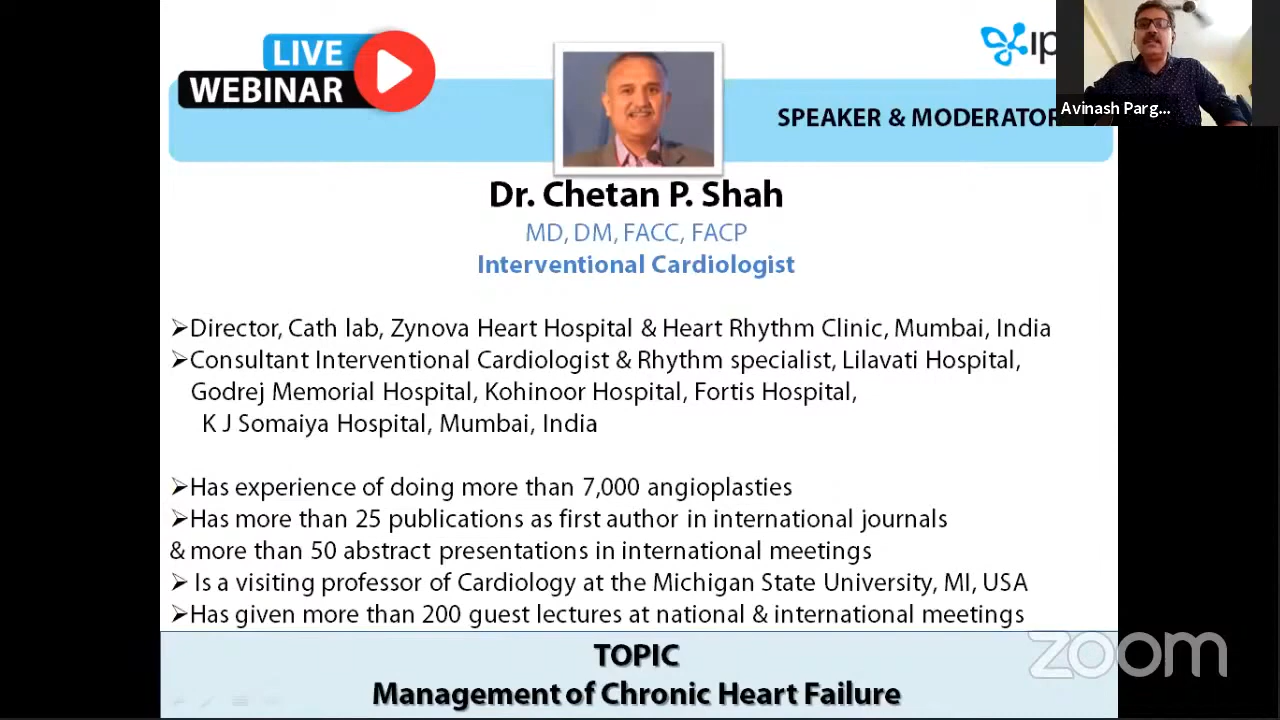 LIVE
WEBINAR
ip
SPEAKER & MODERATOR
Avinash Parg...
Dr. Chetan P. Shah
MD, DM, FACC, FACP
Interventional Cardiologist
➢Director, Cath lab, Zynova Heart Hospital & Heart Rhythm Clinic, Mumbai, India
➢Consultant Interventional Cardiologist & Rhythm specialist, Lilavati Hospital,
Godrej Memorial Hospital, Kohinoor Hospital, Fortis Hospital,
K J Somaiya Hospital, Mumbai, India
➢Has experience of doing more than 7,000 angioplasties
➢Has more than 25 publications as first author in international journals
& more than 50 abstract presentations in international meetings
➢ Is a visiting professor of Cardiology at the Michigan State University, MI, USA
➢Has given more than 200 guest lectures at national & international meetings
TOPIC
Management of Chronic Heart Failure
zoom